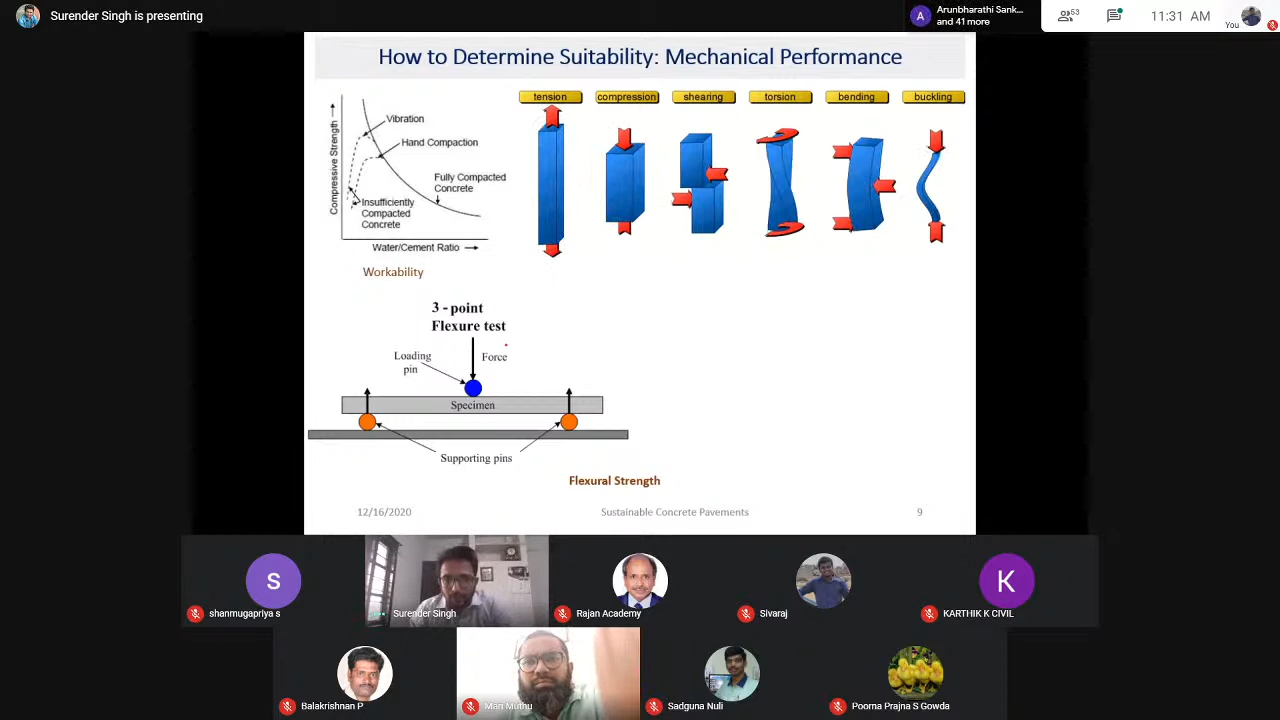 Surender Singh is presenting
A
Arunbharathi Sank...
and 41 more
53
11:31 AM
You
How to Determine Suitability: Mechanical Performance
tension
compression
shearing
torsion
bending
buckling
Compressive Strength
Vibration
Hand Compaction
Fully Compacted
Concrete
Insufficiently
Compacted
Concrete
Water/Cement Ratio
Workability
3 - point
Flexure test
Loading
pin
Force
Specimen
Supporting pins
Flexural Strength
12/16/2020
Sustainable Concrete Pavements
9
s
K
shanmugapriya s
Surender Singh
Rajan Academy
Sivaraj
KARTHIK K CIVIL
Balakrishnan P
Mari Muthu
Sadguna Nuli
Poorna Prajna S Gowda